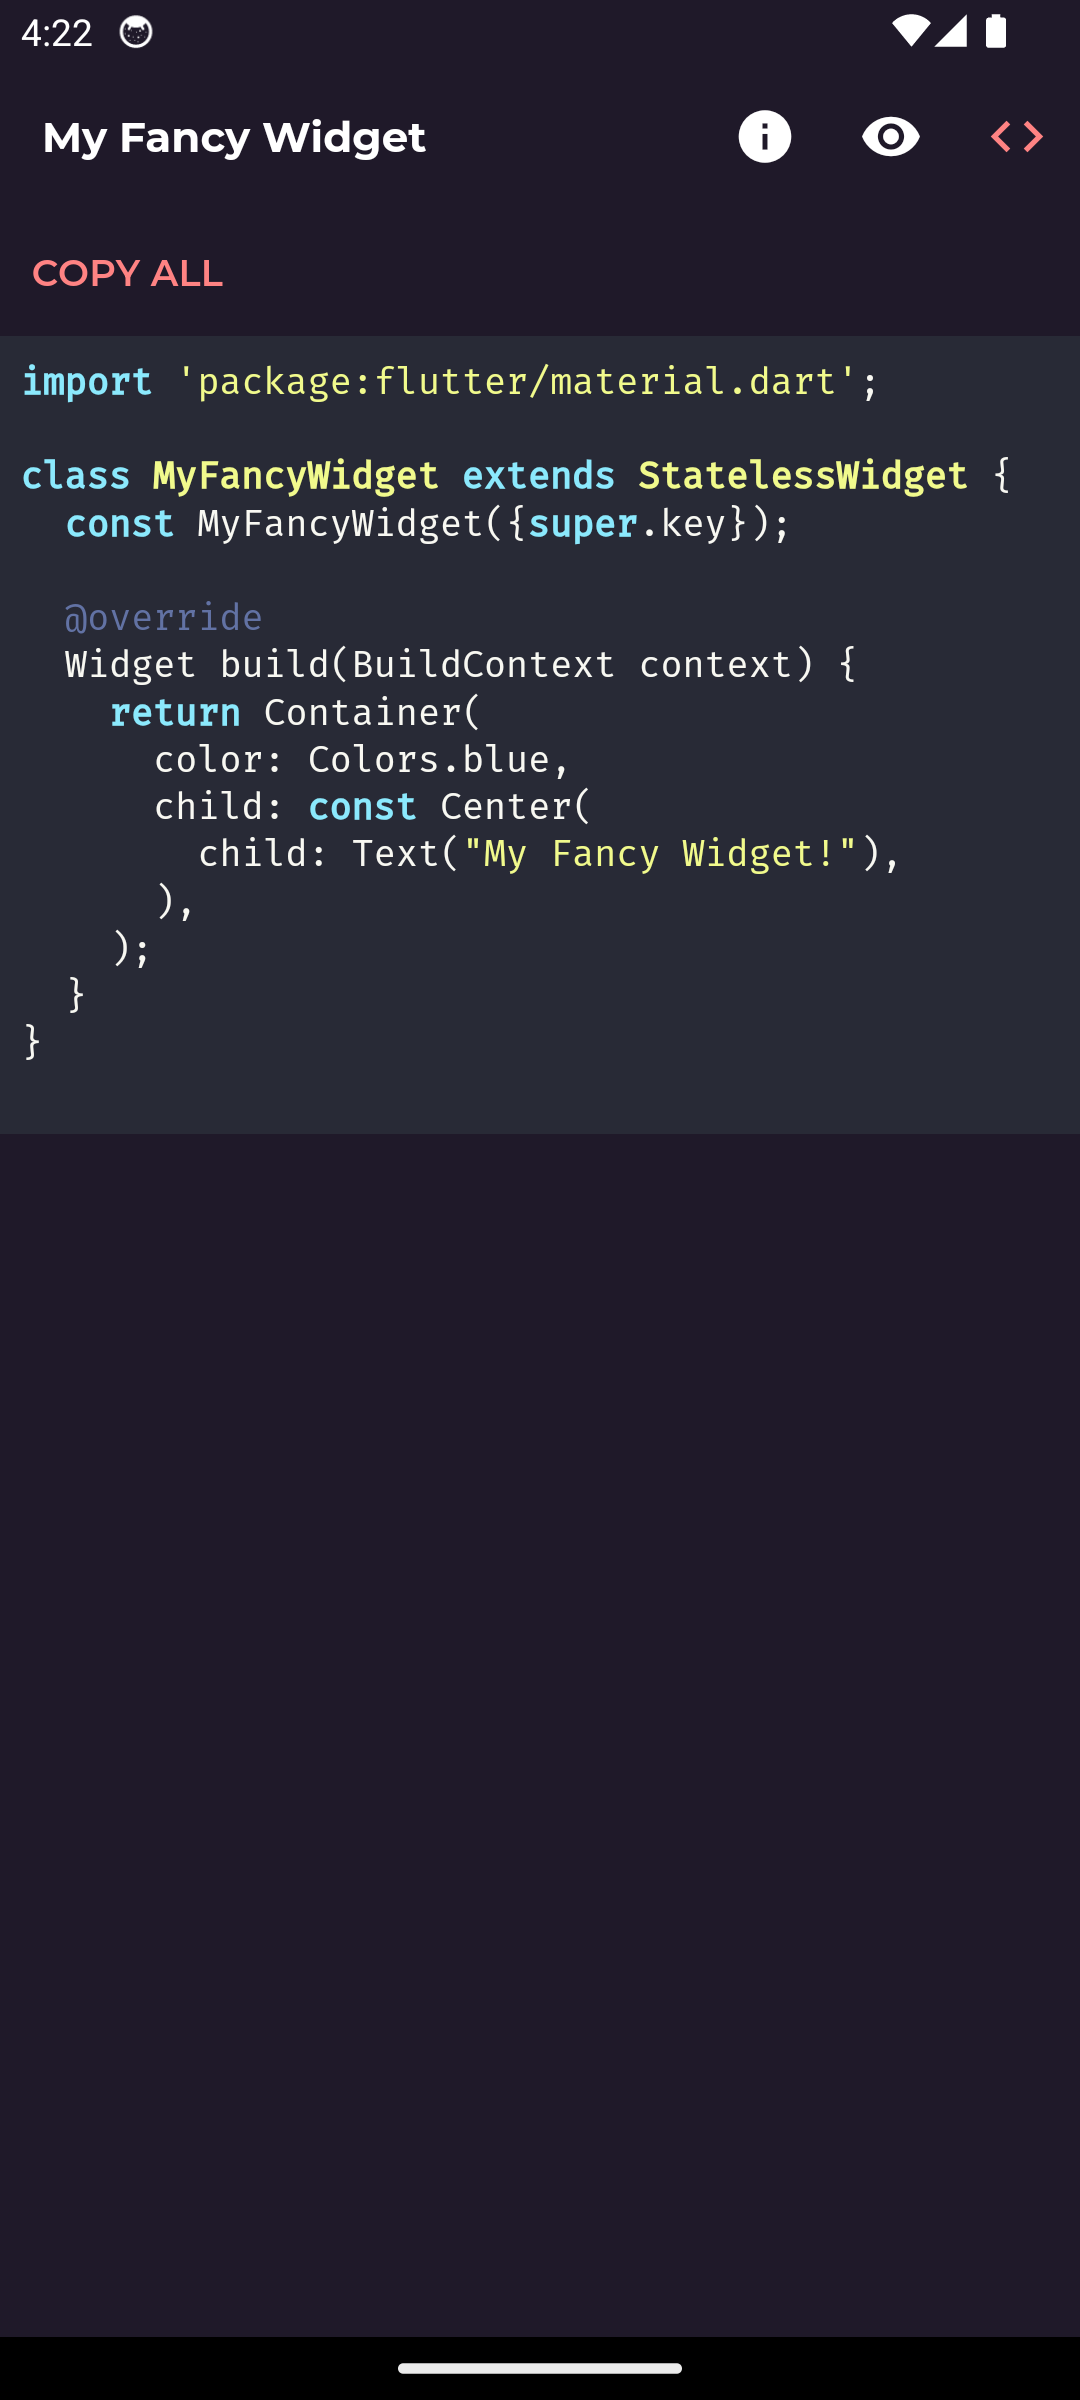 4:22
My Fancy Widget
COPY ALL
import 'package:flutter/material.dart';
class MyFancyWidget extends StatelessWidget {
  const MyFancyWidget({super.key});
  @override
  Widget build(BuildContext context) {
    return Container(
      color: Colors.blue,
      child: const Center(
        child: Text("My Fancy Widget!"),
      ),
    );
  }
}